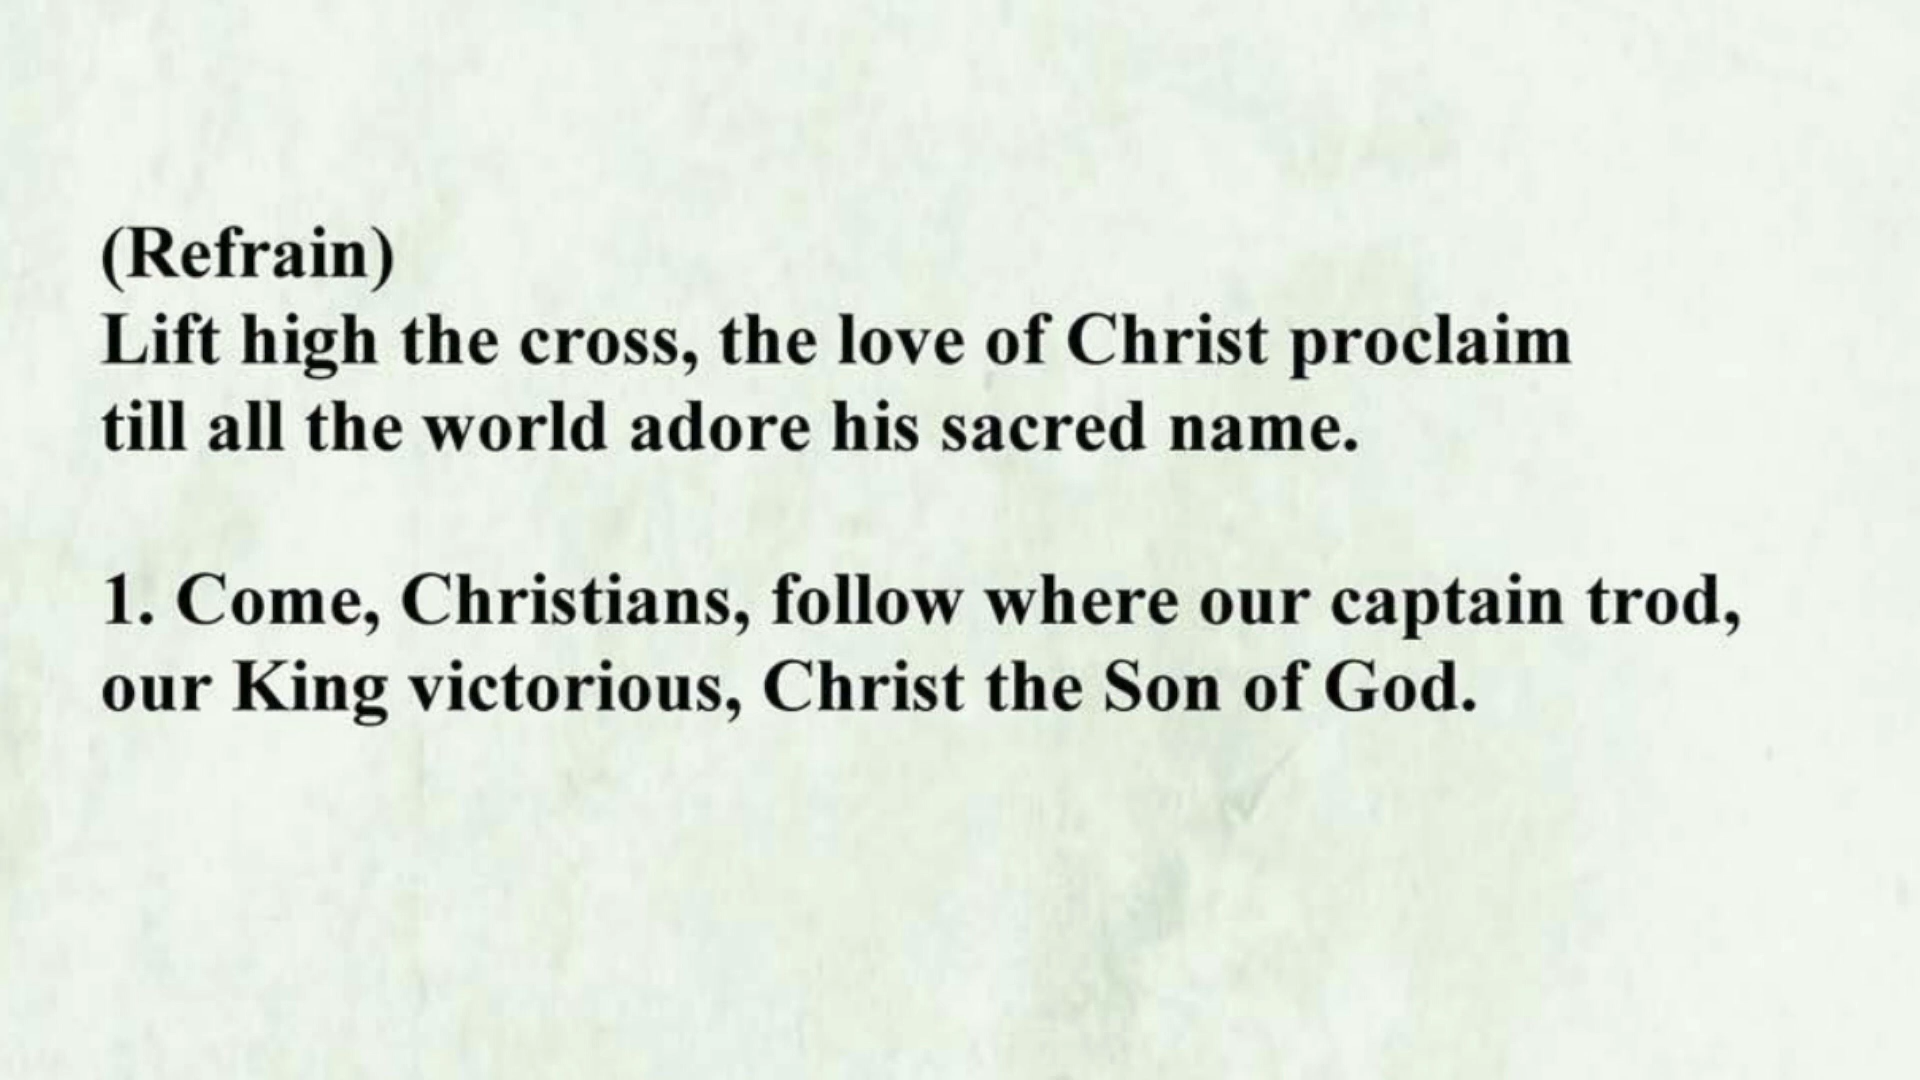 (Refrain)
Lift high the cross, the love of Christ proclaim
till all the world adore his sacred name.
1. Come, Christians, follow where our captain trod,
our King victorious, Christ the Son of God.